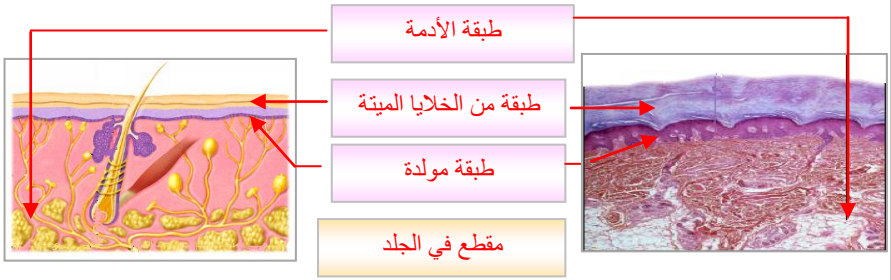 طبقة الأدمة
طبقة من الخلايا الميتة
طبقة مولدة
مقطع في الجلد